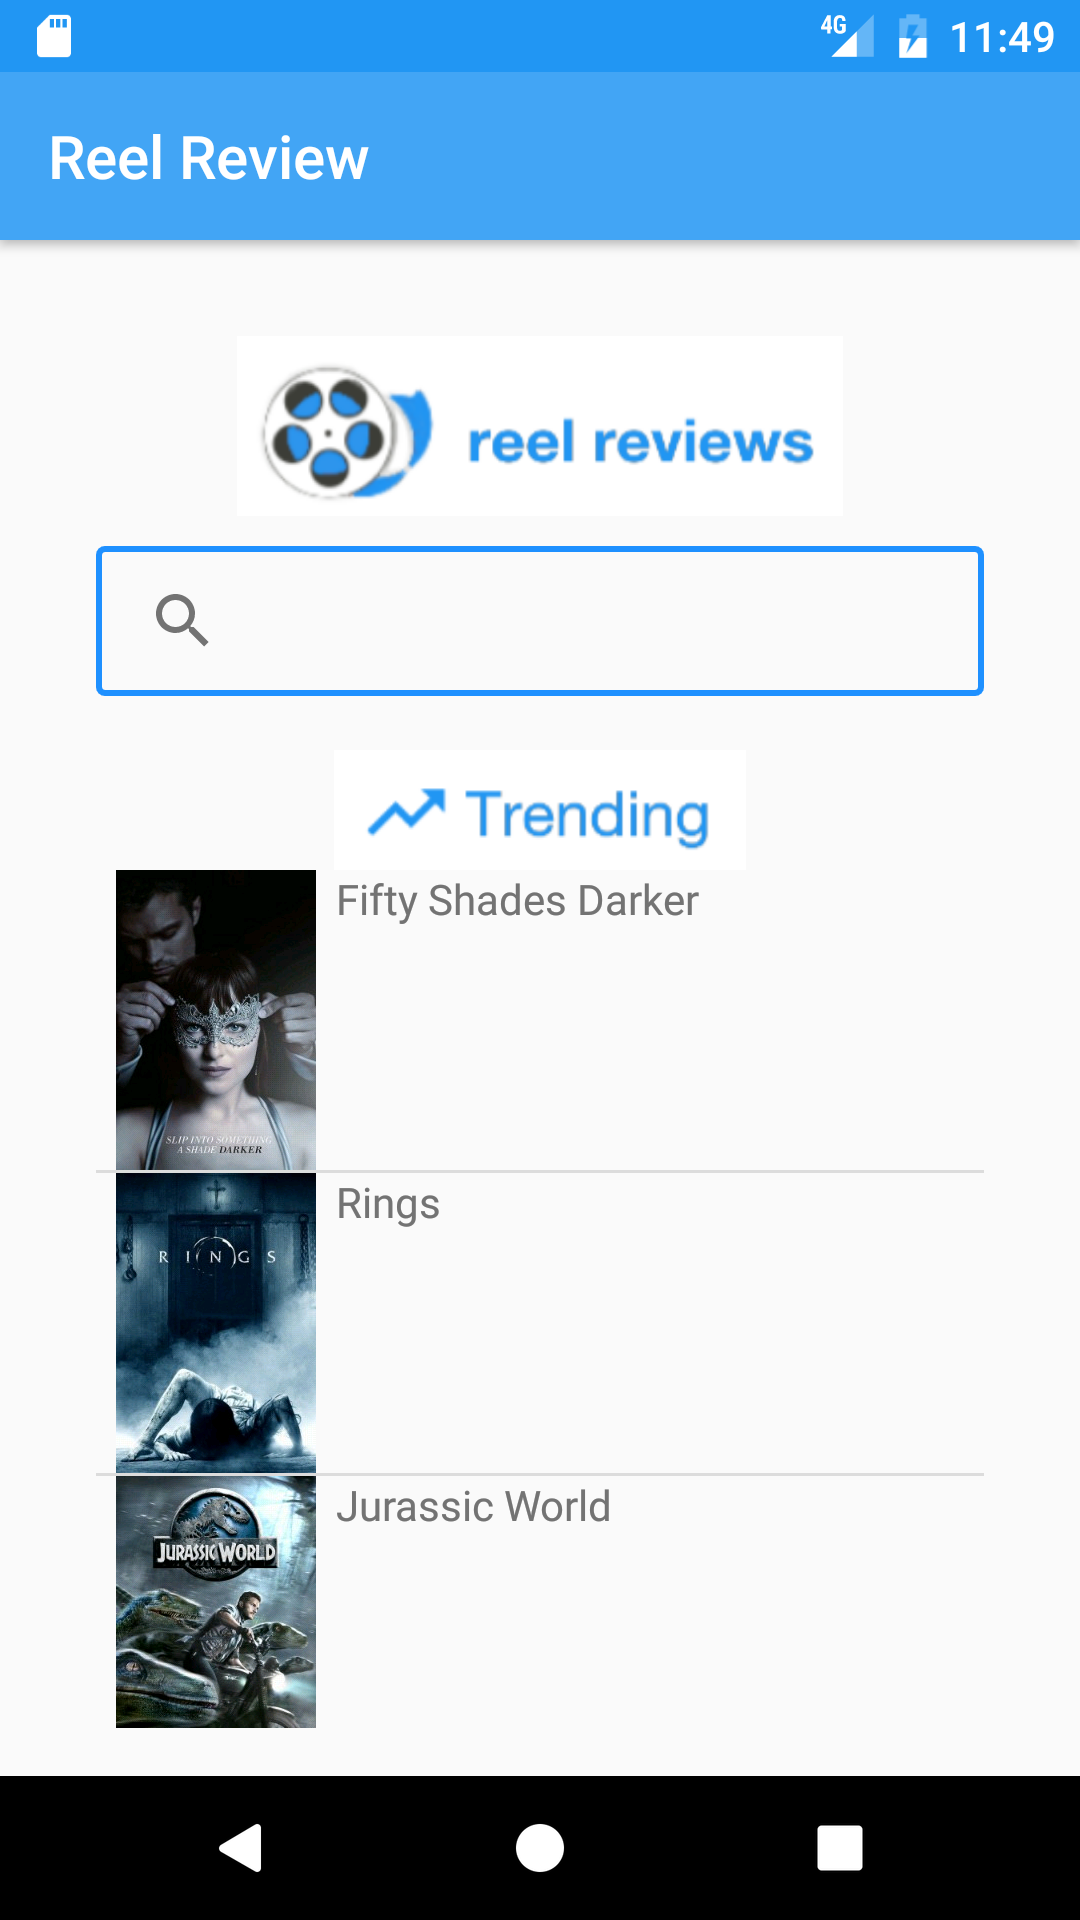 4G 11:49
Reel Review
reel reviews
Trending
Fifty Shades Darker
SLIP INTO SOMETHING
A SHADE DARKER
Rings
RINGS
Jurassic World
JURASSIC WORLD